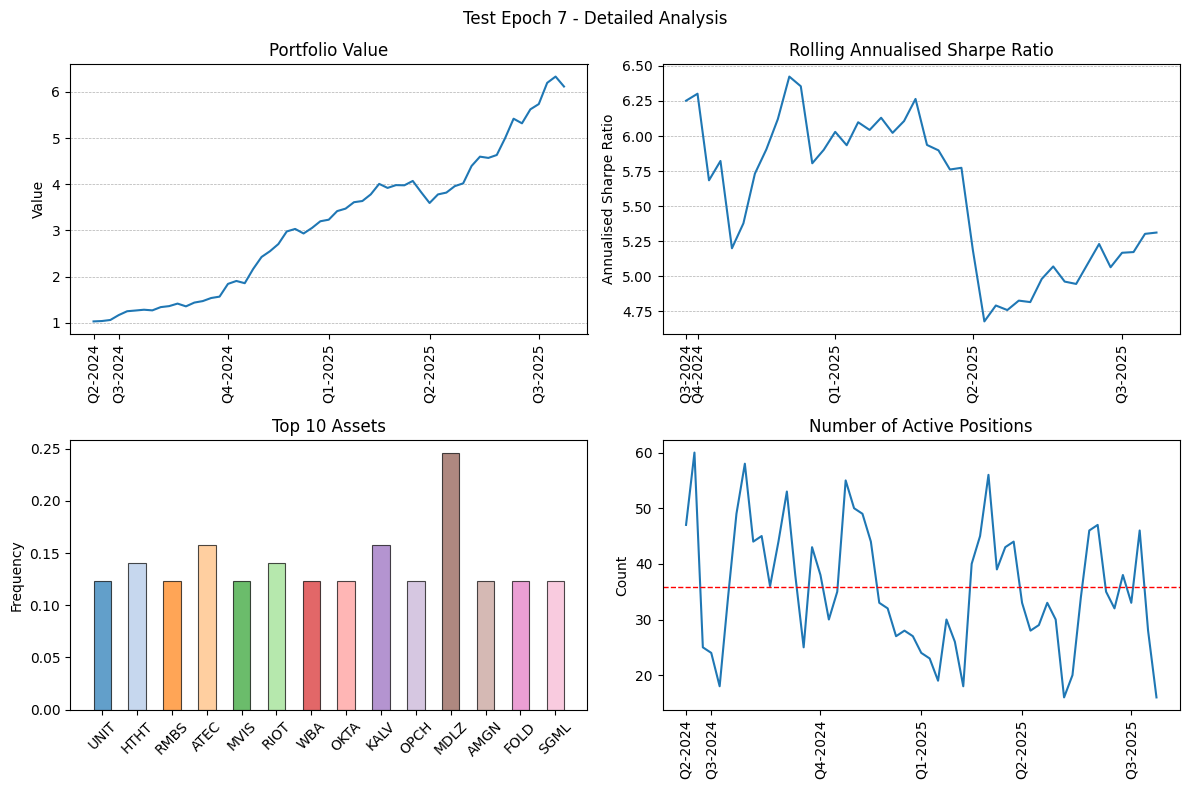 Test Epoch 7 - Detailed Analysis
Portfolio Value
Value
6
5
4
3
2
1
Q2-2024
Q3-2024
Q4-2024
Q1-2025
Q2-2025
Q3-2025
Rolling Annualised Sharpe Ratio
Annualised Sharpe Ratio
6.50
6.25
6.00
5.75
5.50
5.25
5.00
4.75
Q3-2024
Q4-2024
Q1-2025
Q2-2025
Q3-2025
Top 10 Assets
Frequency
0.25
0.20
0.15
0.10
0.05
0.00
UNIT
HTHT
RMBS
ATEC
MVIS
RIOT
WBA
OKTA
KALV
OPCH
MDLZ
AMGN
FOLD
SGML
Number of Active Positions
Count
60
50
40
30
20
Q2-2024
Q3-2024
Q4-2024
Q1-2025
Q2-2025
Q3-2025